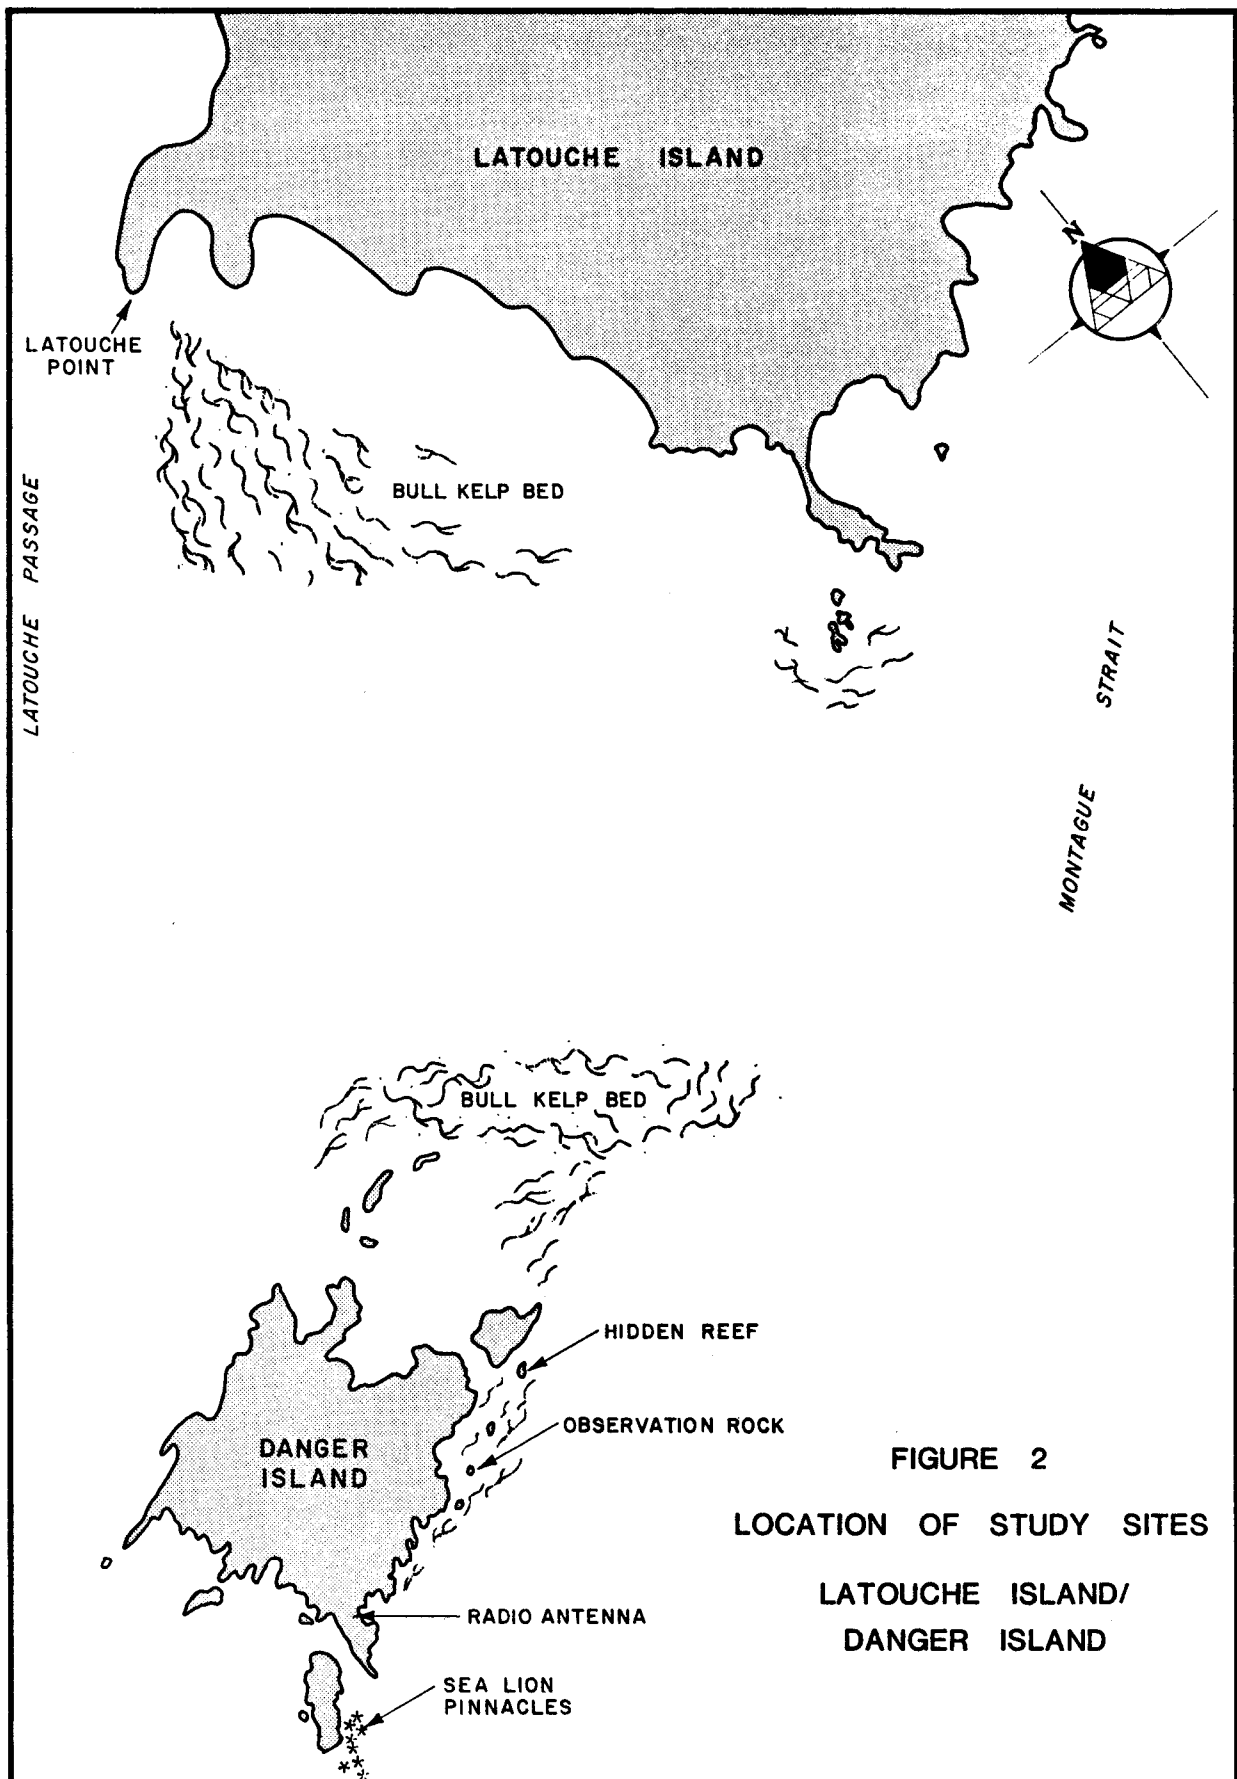 LATOUCHE ISLAND
N
LATOUCHE
POINT
BULL KELP BED
LATOUCHE PASSAGE
MONTAGUE STRAIT
BULL KELP BED
HIDDEN REEF
OBSERVATION ROCK
DANGER
ISLAND
RADIO ANTENNA
SEA LION
PINNACLES
FIGURE 2
LOCATION OF STUDY SITES
LATOUCHE ISLAND/
DANGER ISLAND